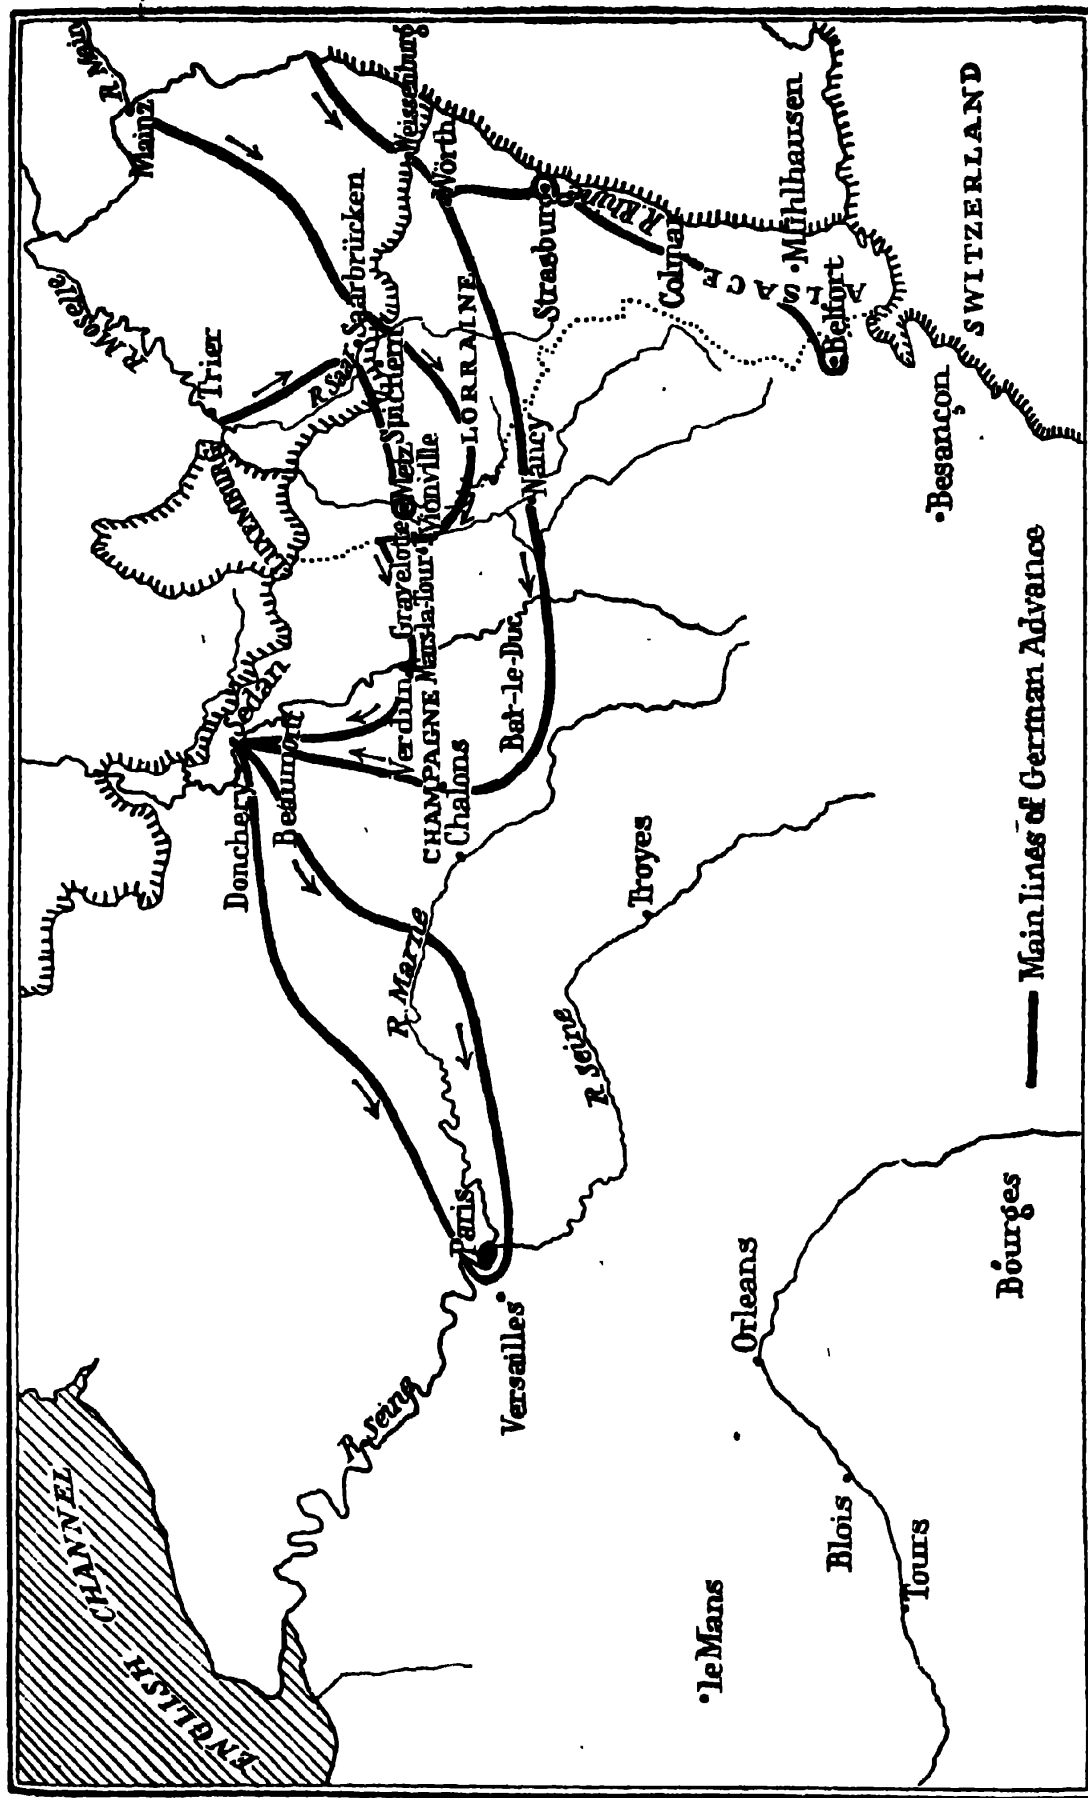 ENGLISH CHANNEL
R. Seine
le Mans
Tours
Blois
Orleans
Bourges
Versailles
Paris
R. Seine
R. Marne
Troyes
Donchery
Sedan
Beaumont
CHAMPAGNE
Chalons
Verdun
Bar-le-Duc
Mars-la-Tour
Gravelotte
Vionville
Metz
Nancy
LUXEMBURG
Trier
R. Moselle
R. Saar
Saarbrücken
Spichern
LORRAINE
Mainz
R. Main
Weissenburg
Wörth
Strasburg
R. Rhine
Colmar
ALSACE
Mühlhausen
Belfort
Besançon
SWITZERLAND
Main lines of German Advance